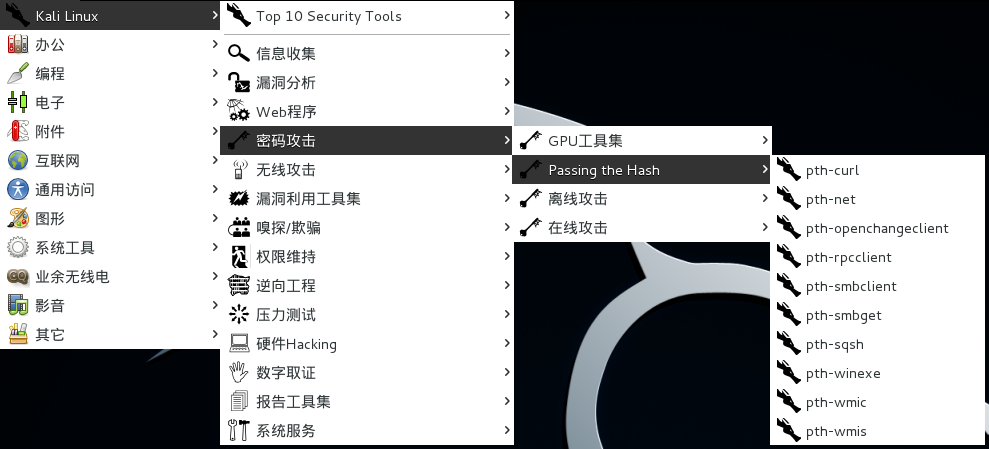 Kali Linux
办公
编程
电子
附件
互联网
通用访问
图形
系统工具
业余无线电
影音
其它
Top 10 Security Tools
信息收集
漏洞分析
Web程序
密码攻击
无线攻击
漏洞利用工具集
嗅探/欺骗
权限维持
逆向工程
压力测试
硬件Hacking
数字取证
报告工具集
系统服务
GPU工具集
Passing the Hash
离线攻击
在线攻击
pth-curl
pth-net
pth-openchangeclient
pth-rpcclient
pth-smbclient
pth-smbget
pth-sqsh
pth-winexe
pth-wmic
pth-wmis